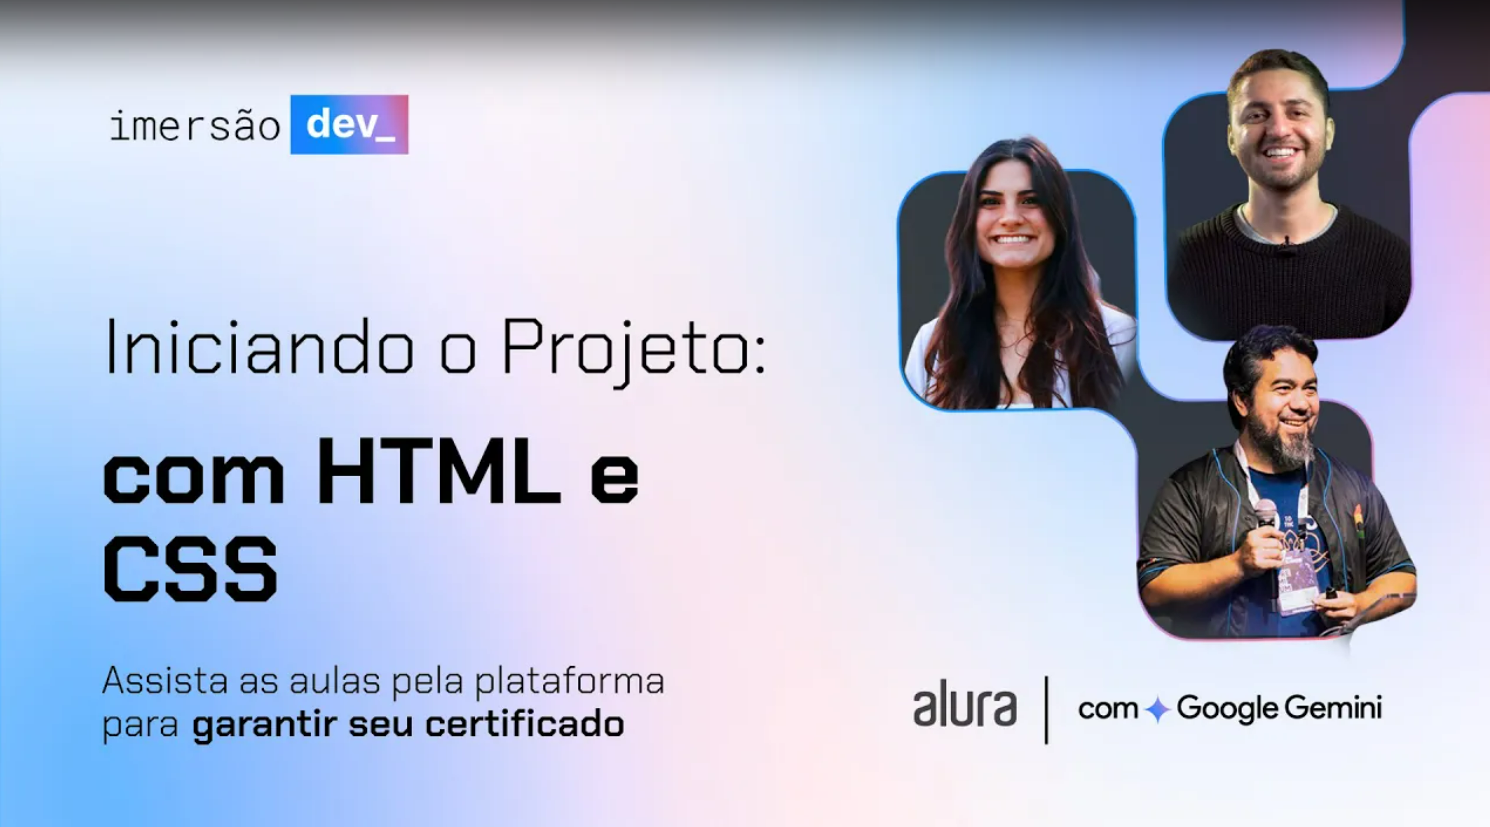 imersão dev_
Iniciando o Projeto:
com HTML e
CSS
Assista as aulas pela plataforma
para garantir seu certificado
alura
com Google Gemini